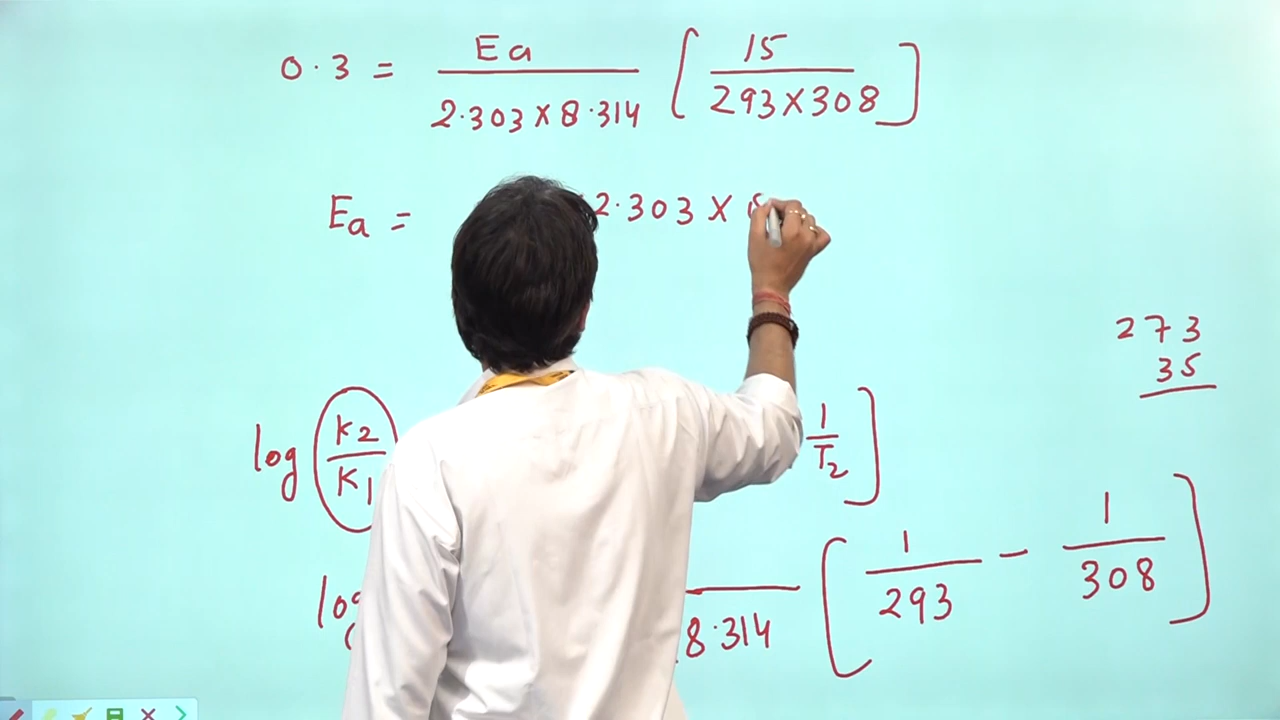 0.3 = Ea / 2.303 X 8.314 [ 15 / 293 X 308 ]
Ea = 2.303 X
273
35
log K2 / K1 1 / T2 ]
log 8.314 [ 1 / 293 - 1 / 308 ]